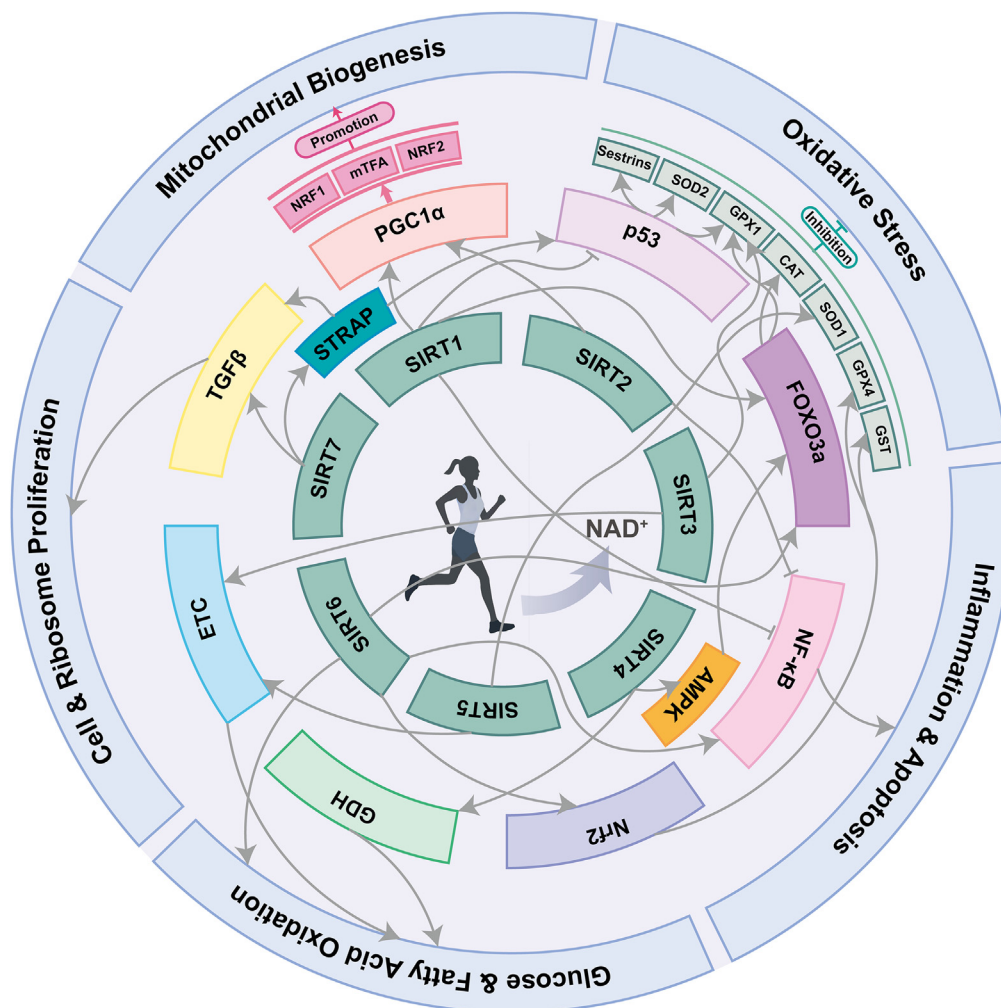 Mitochondrial Biogenesis
Oxidative Stress
Inflammation & Apoptosis
Glucose & Fatty Acid Oxidation
Cell & Ribosome Proliferation
Promotion
NRF1
mTFA
NRF2
PGC1α
Sestrins
SOD2
GPX1
CAT
SOD1
GPX4
GST
Inhibition
p53
FOXO3a
NF-κB
AMPK
Nrf2
GDH
ETC
TGFβ
STRAP
SIRT1
SIRT2
SIRT3
SIRT4
SIRT5
SIRT6
SIRT7
NAD⁺